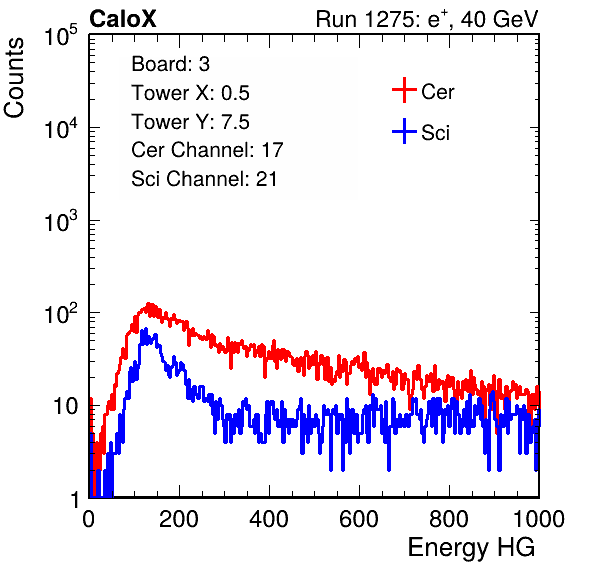 CaloX Run 1275: e⁺, 40 GeV
Counts
Board: 3
Tower X: 0.5
Tower Y: 7.5
Cer Channel: 17
Sci Channel: 21
Cer
Sci
10⁵
10⁴
10³
10²
10
1
0 200 400 600 800 1000
Energy HG